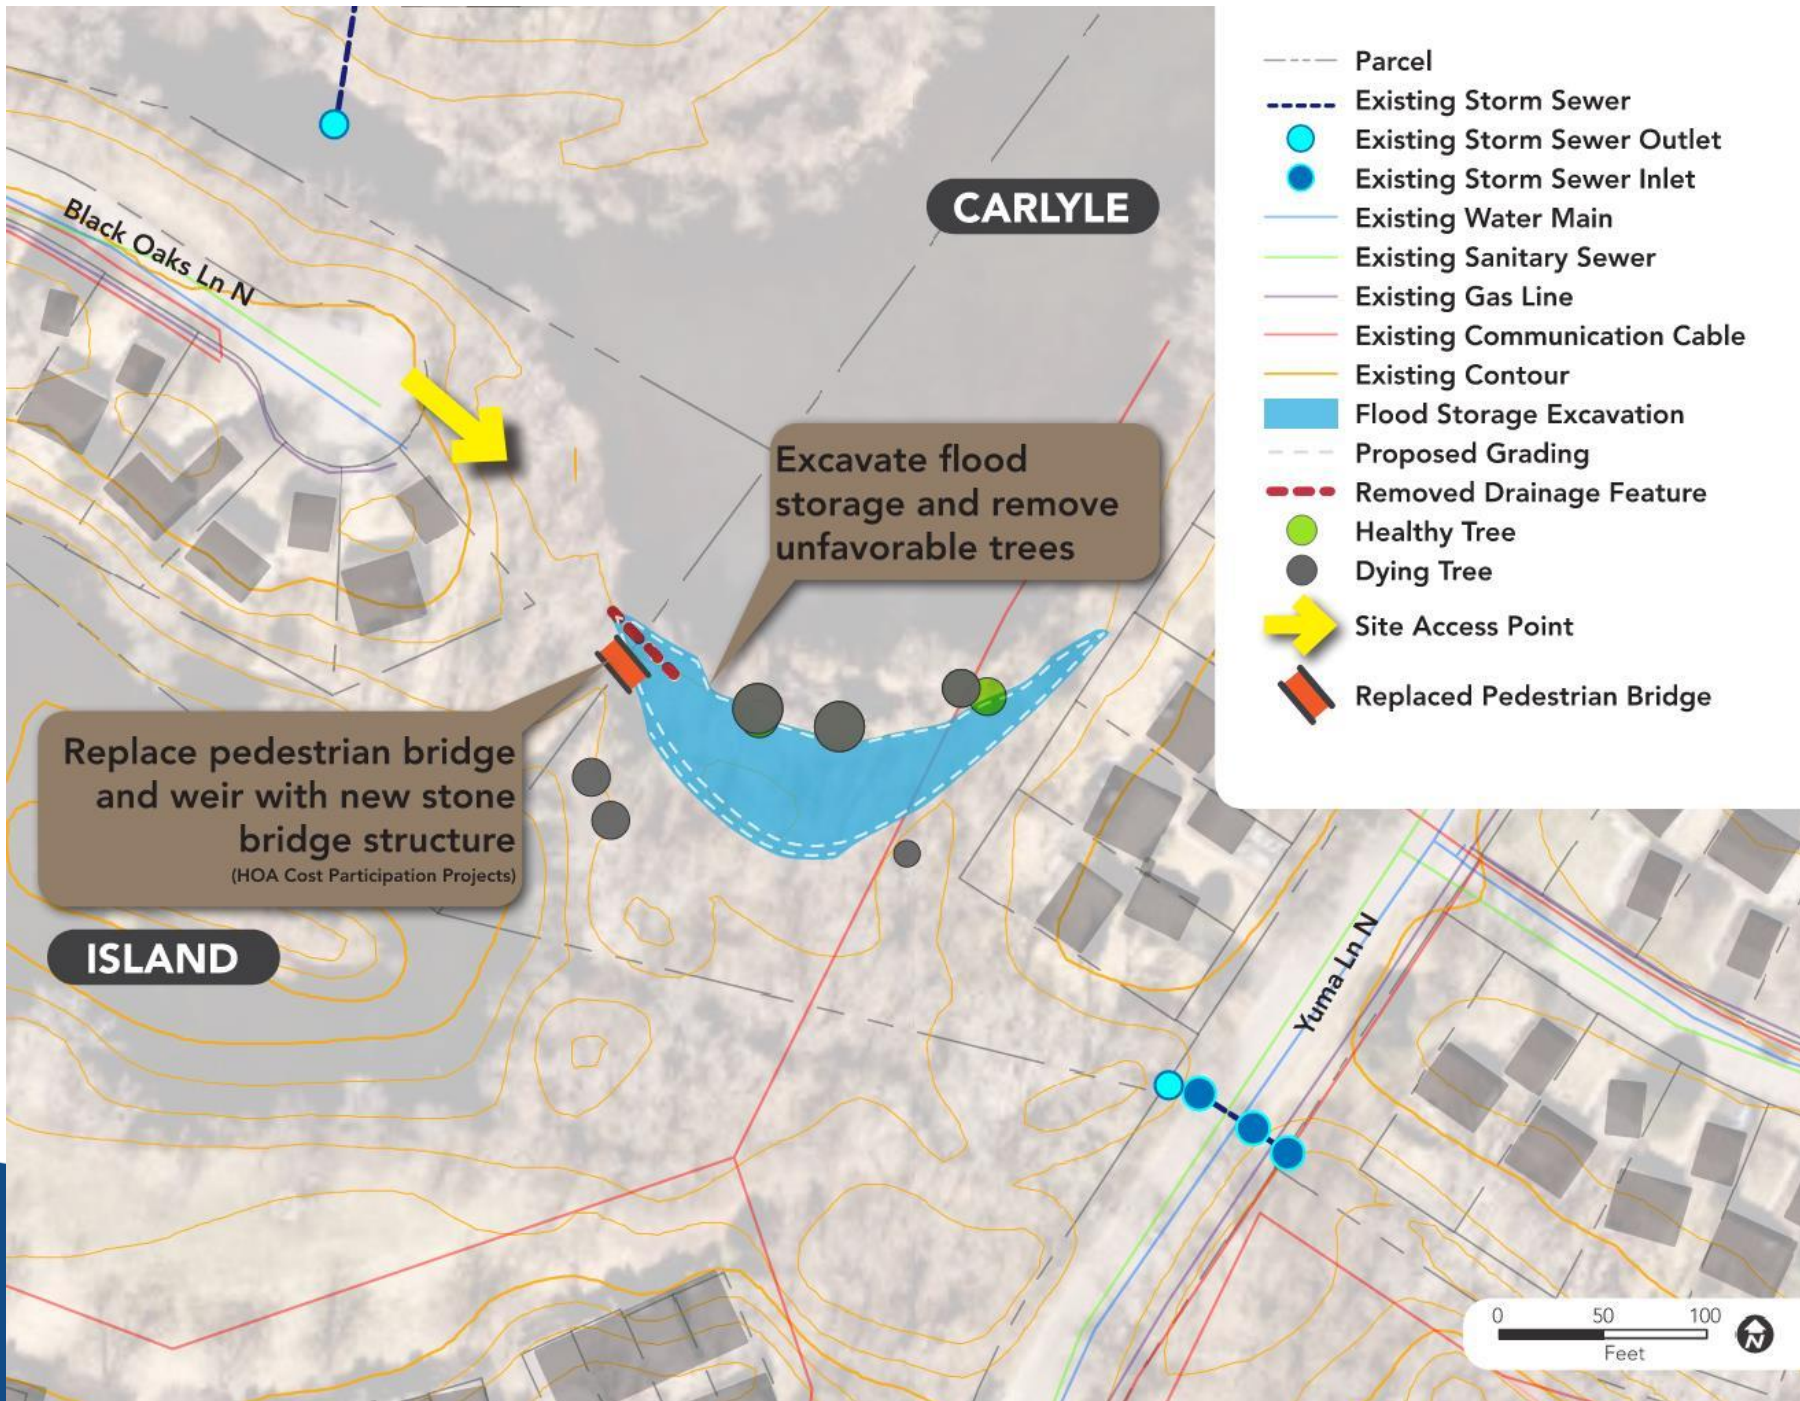 Black Oaks Ln N
CARLYLE
Excavate flood
storage and remove
unfavorable trees
Replace pedestrian bridge
and weir with new stone
bridge structure
(HOA Cost Participation Projects)
ISLAND
Yuma Ln N
Parcel
Existing Storm Sewer
Existing Storm Sewer Outlet
Existing Storm Sewer Inlet
Existing Water Main
Existing Sanitary Sewer
Existing Gas Line
Existing Communication Cable
Existing Contour
Flood Storage Excavation
Proposed Grading
Removed Drainage Feature
Healthy Tree
Dying Tree
Site Access Point
Replaced Pedestrian Bridge
0 50 100
Feet
N